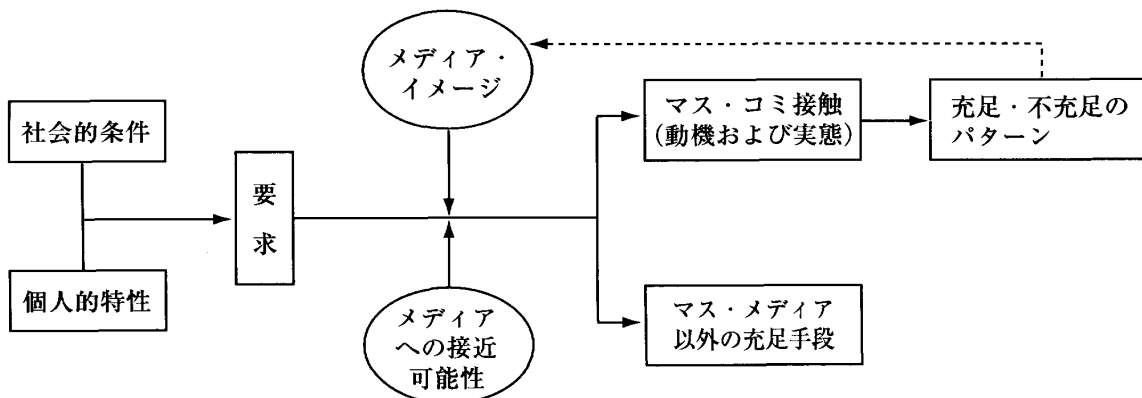 社会的条件
個人的特性
要
求
メディア・
イメージ
メディア
への接近
可能性
マス・コミ接触
(動機および実態)
マス・メディア
以外の充足手段
充足・不充足の
パターン